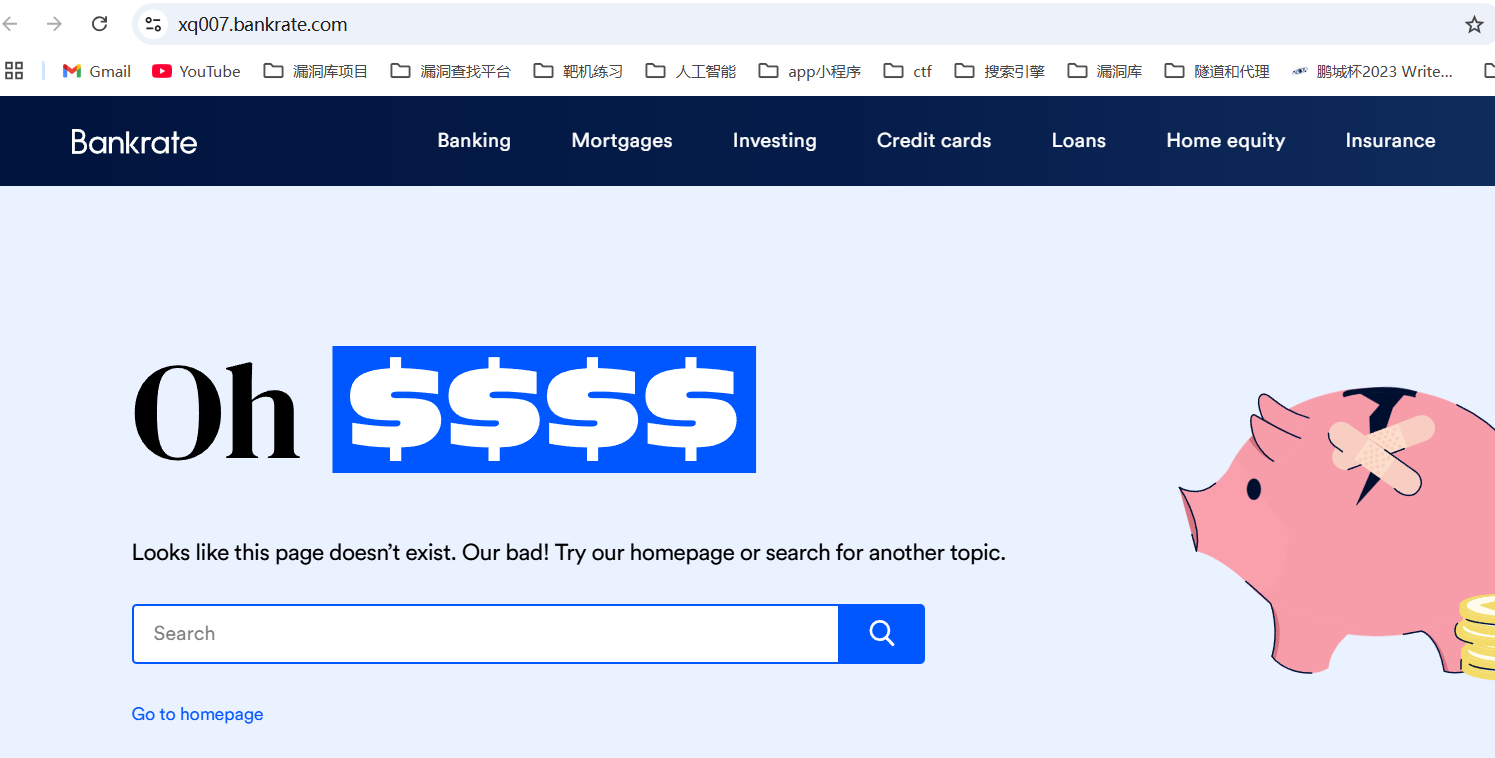 xq007.bankrate.com
Gmail YouTube 漏洞库项目 漏洞查找平台 靶机练习 人工智能 app小程序 ctf 搜索引擎 漏洞库 隧道和代理 鹏城杯2023 Write...
Bankrate Banking Mortgages Investing Credit cards Loans Home equity Insurance
Oh $$$$
Looks like this page doesn’t exist. Our bad! Try our homepage or search for another topic.
Search
Go to homepage